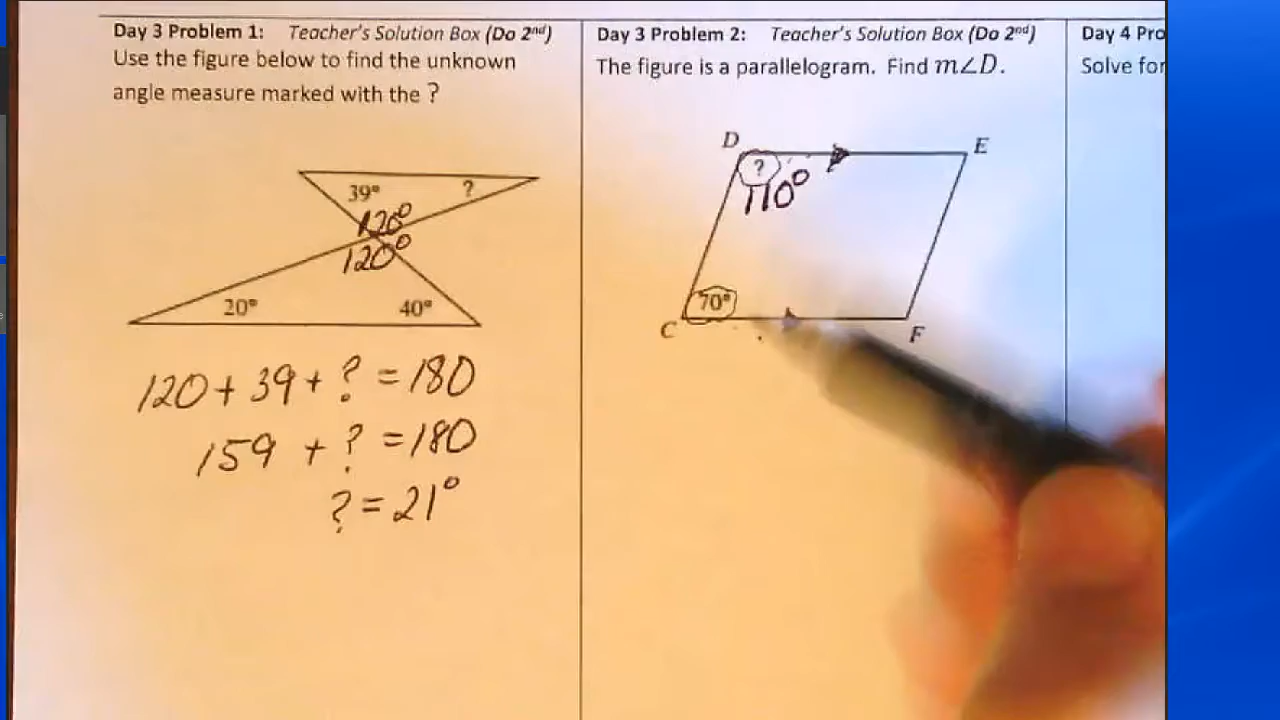 Day 3 Problem 1: Teacher's Solution Box (Do 2nd)
Use the figure below to find the unknown
angle measure marked with the ?
39°
?
120°
120°
20°
40°
120 + 39 + ? = 180
159 + ? = 180
? = 21°
Day 3 Problem 2: Teacher's Solution Box (Do 2nd)
The figure is a parallelogram. Find m∠D.
D
E
?
110°
70°
C
F
Day 4 Pro
Solve for